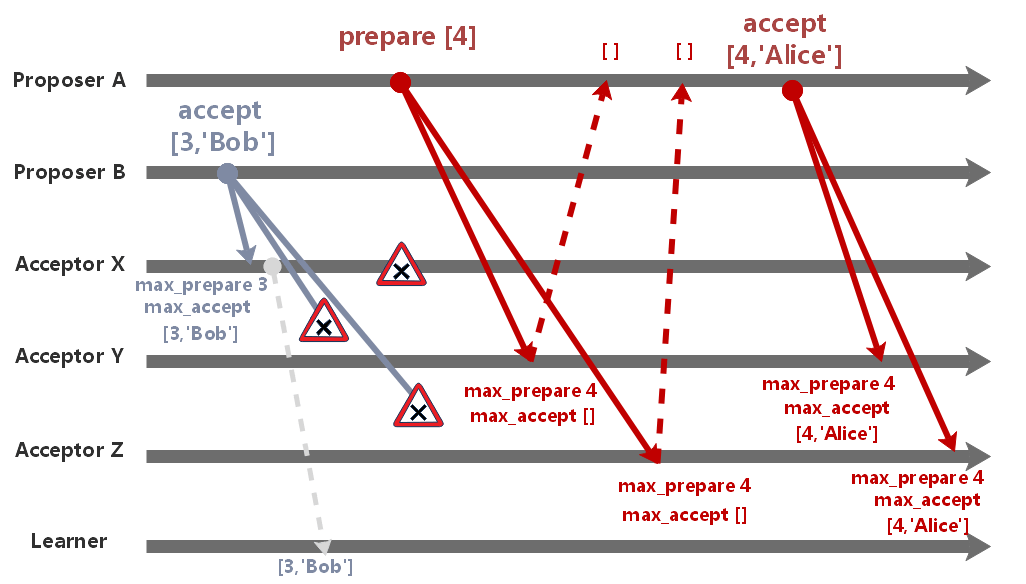 prepare [4]
[ ]
[ ]
accept
[4,'Alice']
Proposer A
accept
[3,'Bob']
Proposer B
Acceptor X
max_prepare 3
max_accept
[3,'Bob']
Acceptor Y
max_prepare 4
max_accept []
max_prepare 4
max_accept
[4,'Alice']
Acceptor Z
max_prepare 4
max_accept []
max_prepare 4
max_accept
[4,'Alice']
Learner
[3,'Bob']